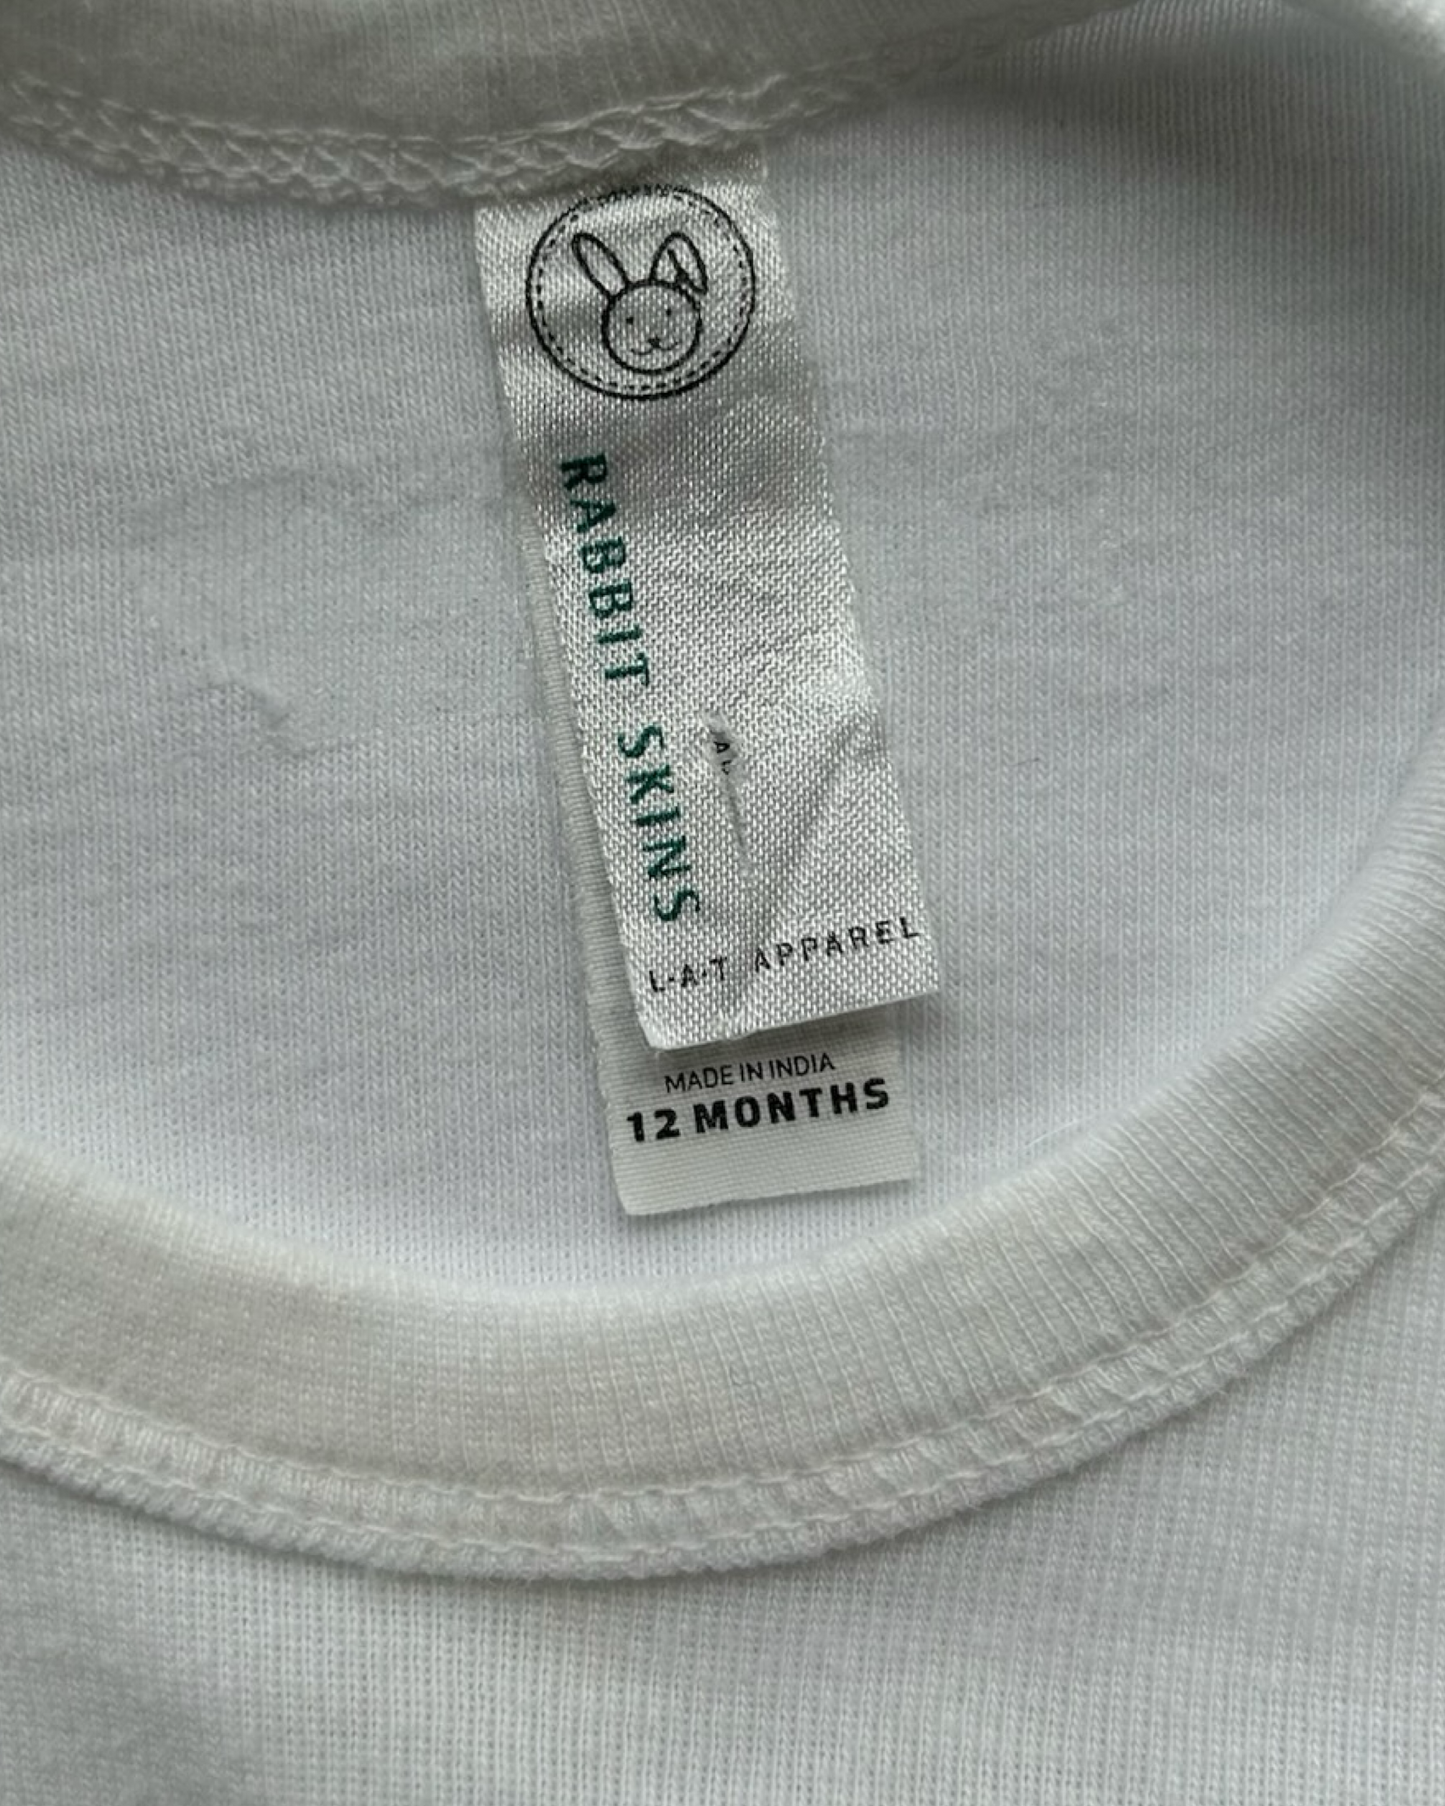 RABBIT SKINS
L·A·T APPAREL
MADE IN INDIA
12 MONTHS